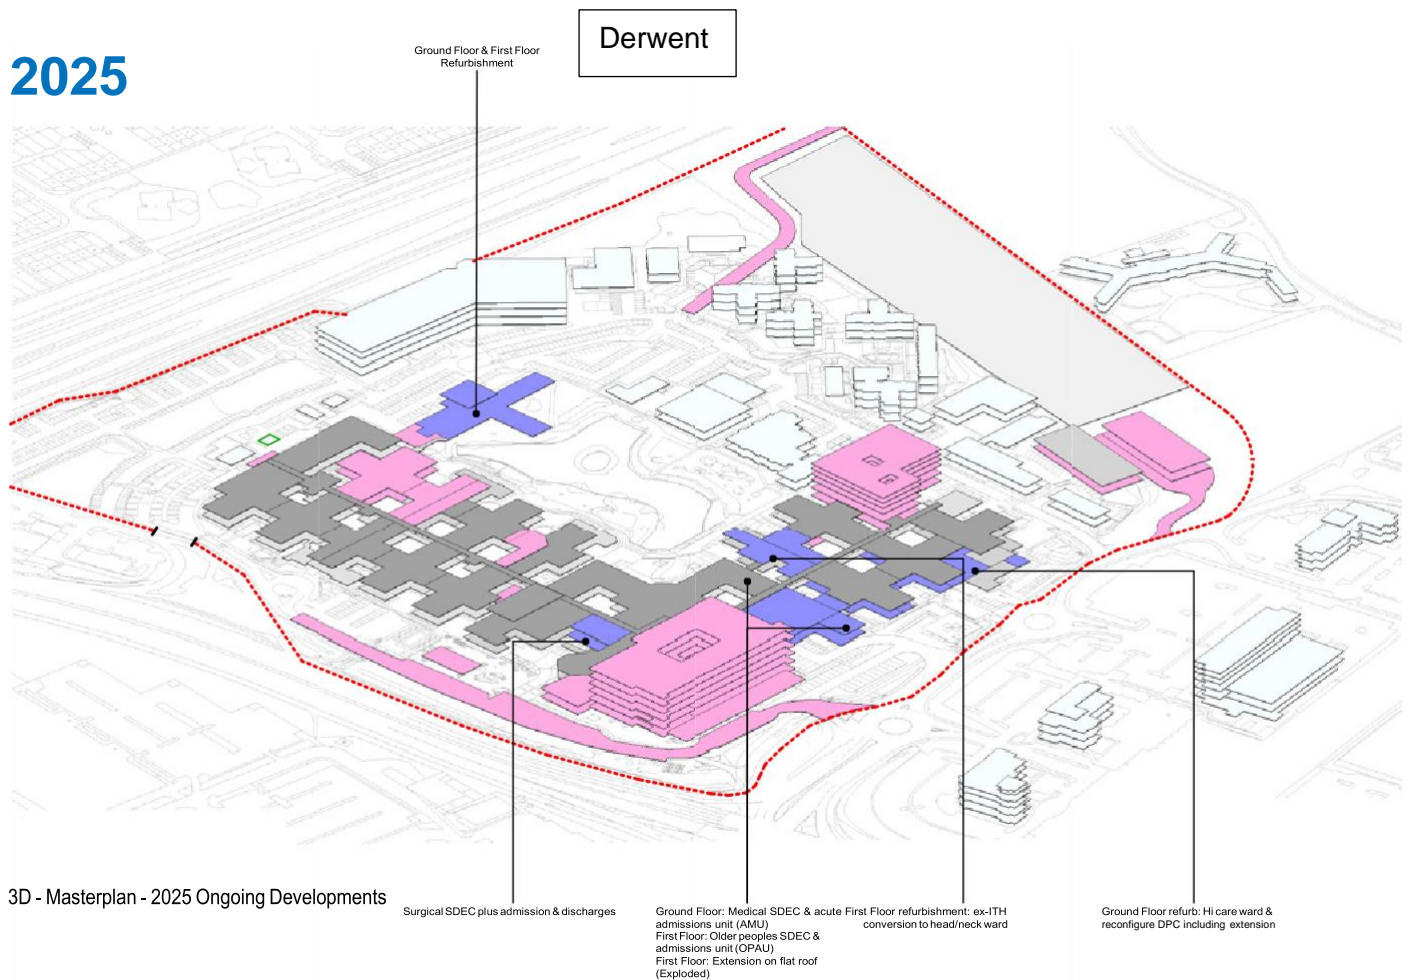 Derwent
2025
Ground Floor & First Floor
Refurbishment
3D - Masterplan - 2025 Ongoing Developments
Surgical SDEC plus admission & discharges
Ground Floor: Medical SDEC & acute
admissions unit (AMU)
First Floor: Older peoples SDEC &
admissions unit (OPAU)
First Floor: Extension on flat roof
(Exploded)
First Floor refurbishment: ex-ITH
conversion to head/neck ward
Ground Floor refurb: Hi care ward &
reconfigure DPC including extension